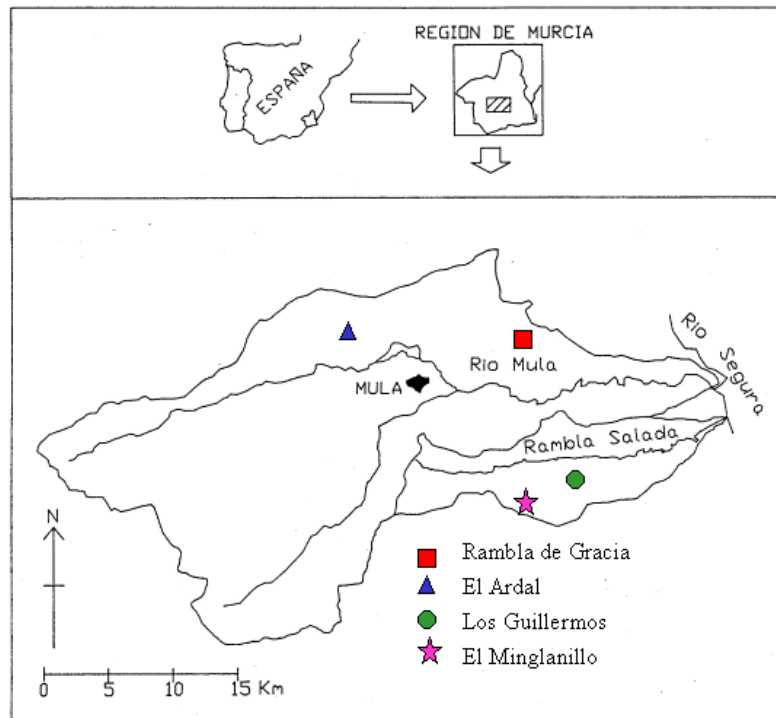 REGION DE MURCIA
ESPAÑA
Rio Segura
Rio Mula
MULA
Rambla Salada
N
Rambla de Gracia
El Ardal
Los Guillermos
El Minglanillo
0 5 10 15 Km